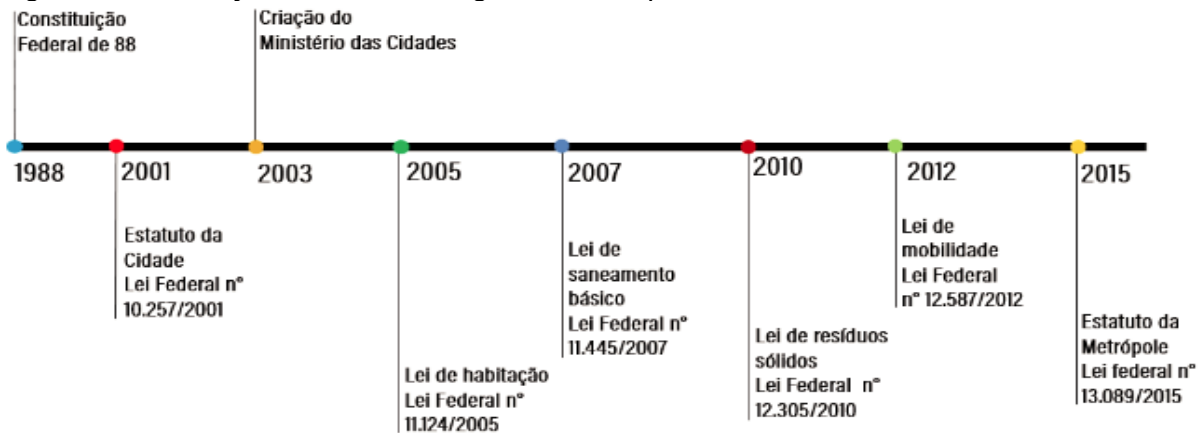 Constituição
Federal de 88
Criação do
Ministério das Cidades
1988
2001
2003
2005
2007
2010
2012
2015
Estatuto da
Cidade
Lei Federal n°
10.257/2001
Lei de habitação
Lei Federal n°
11.124/2005
Lei de
saneamento
básico
Lei Federal n°
11.445/2007
Lei de resíduos
sólidos
Lei Federal n°
12.305/2010
Lei de
mobilidade
Lei Federal
n° 12.587/2012
Estatuto da
Metrópole
Lei federal n°
13.089/2015